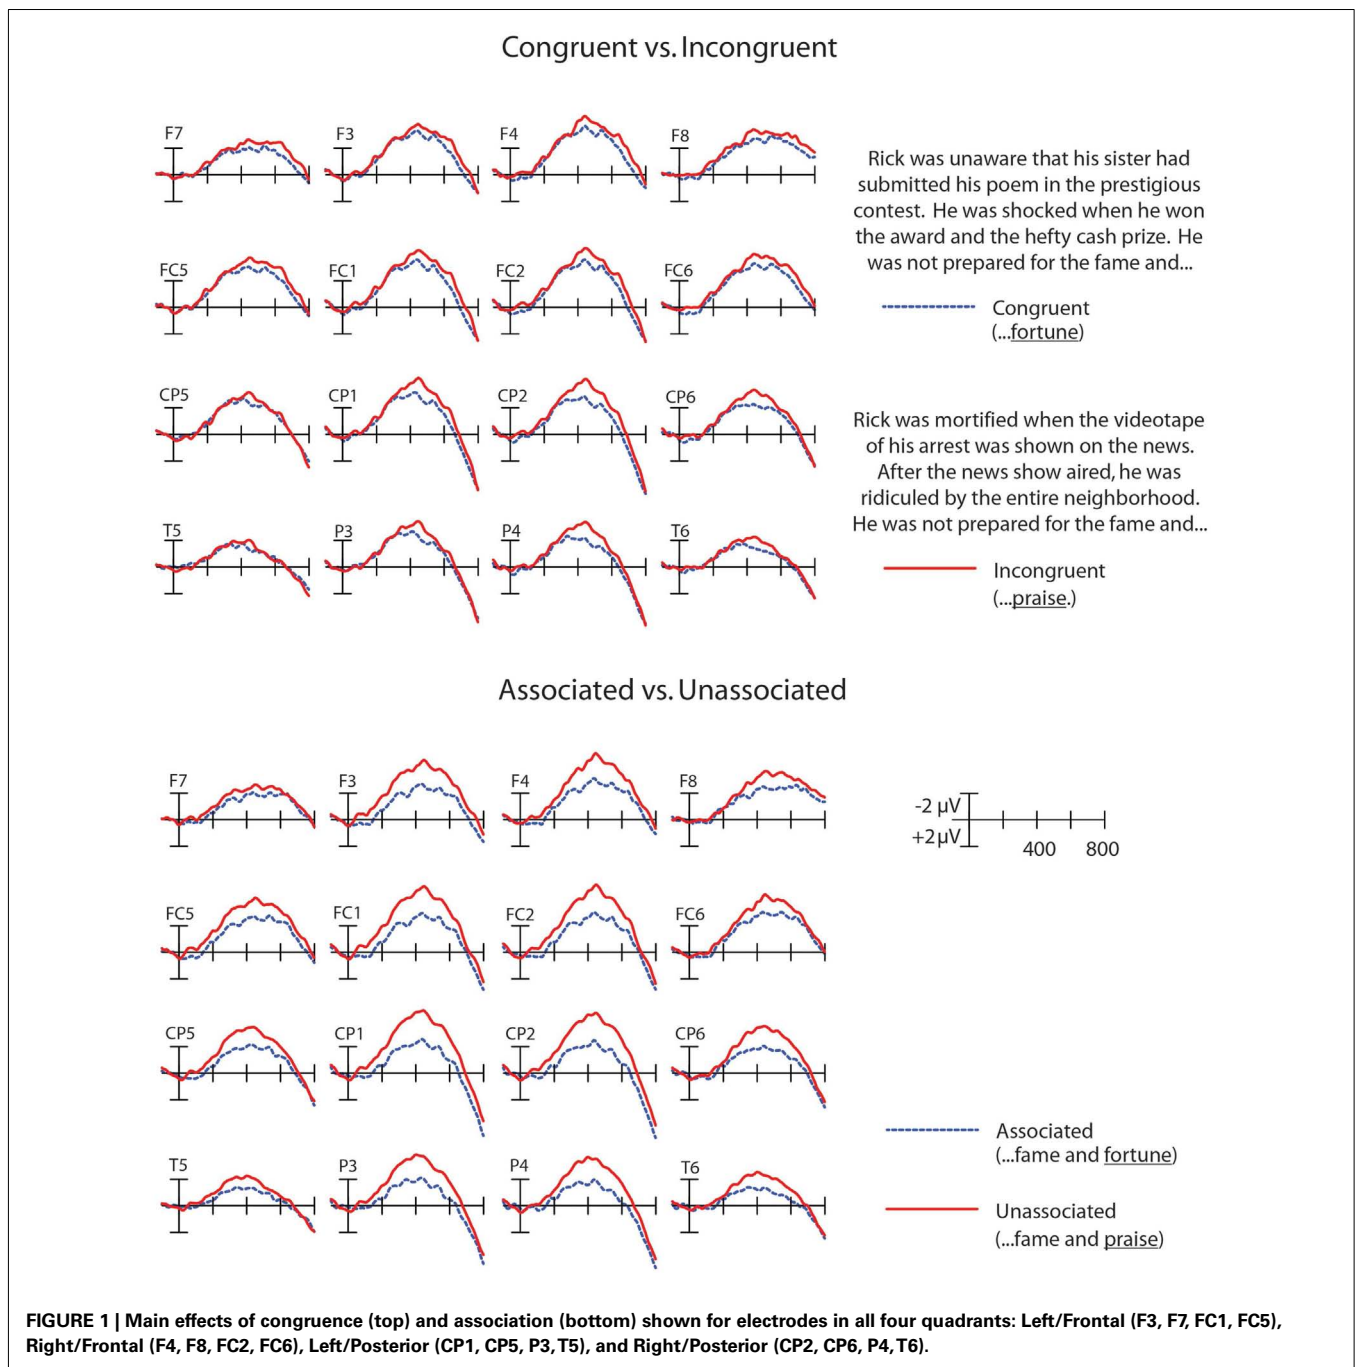 Congruent vs. Incongruent
F7
F3
F4
F8
Rick was unaware that his sister had
submitted his poem in the prestigious
contest. He was shocked when he won
the award and the hefty cash prize. He
was not prepared for the fame and...
FC5
FC1
FC2
FC6
Congruent
(...fortune)
CP5
CP1
CP2
CP6
Rick was mortified when the videotape
of his arrest was shown on the news.
After the news show aired, he was
ridiculed by the entire neighborhood.
He was not prepared for the fame and...
T5
P3
P4
T6
Incongruent
(...praise.)
Associated vs. Unassociated
F7
F3
F4
F8
-2 µV
+2µV
400
800
FC5
FC1
FC2
FC6
CP5
CP1
CP2
CP6
Associated
(...fame and fortune)
T5
P3
P4
T6
Unassociated
(...fame and praise)
FIGURE 1 | Main effects of congruence (top) and association (bottom) shown for electrodes in all four quadrants: Left/Frontal (F3, F7, FC1, FC5),
Right/Frontal (F4, F8, FC2, FC6), Left/Posterior (CP1, CP5, P3, T5), and Right/Posterior (CP2, CP6, P4, T6).